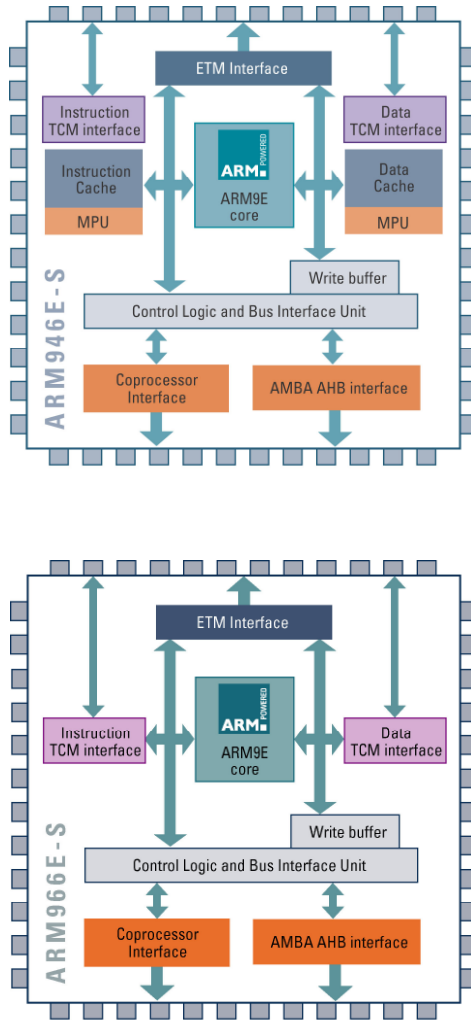 ETM Interface
Instruction
TCM interface
Data
TCM interface
Instruction
Cache
MPU
ARM POWERED
ARM9E
core
Data
Cache
MPU
Write buffer
Control Logic and Bus Interface Unit
Coprocessor
Interface
AMBA AHB interface
ARM946E-S
ETM Interface
Instruction
TCM interface
ARM POWERED
ARM9E
core
Data
TCM interface
Write buffer
Control Logic and Bus Interface Unit
Coprocessor
Interface
AMBA AHB interface
ARM966E-S